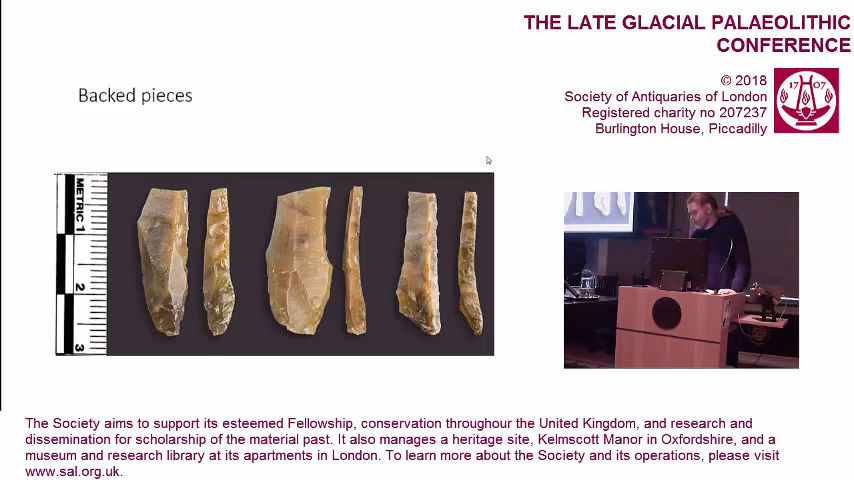 THE LATE GLACIAL PALAEOLITHIC
CONFERENCE
© 2018
Society of Antiquaries of London
Registered charity no 207237
Burlington House, Piccadilly
17 07
Backed pieces
METRIC 1
2
3
The Society aims to support its esteemed Fellowship, conservation throughour the United Kingdom, and research and
dissemination for scholarship of the material past. It also manages a heritage site, Kelmscott Manor in Oxfordshire, and a
museum and research library at its apartments in London. To learn more about the Society and its operations, please visit
www.sal.org.uk.